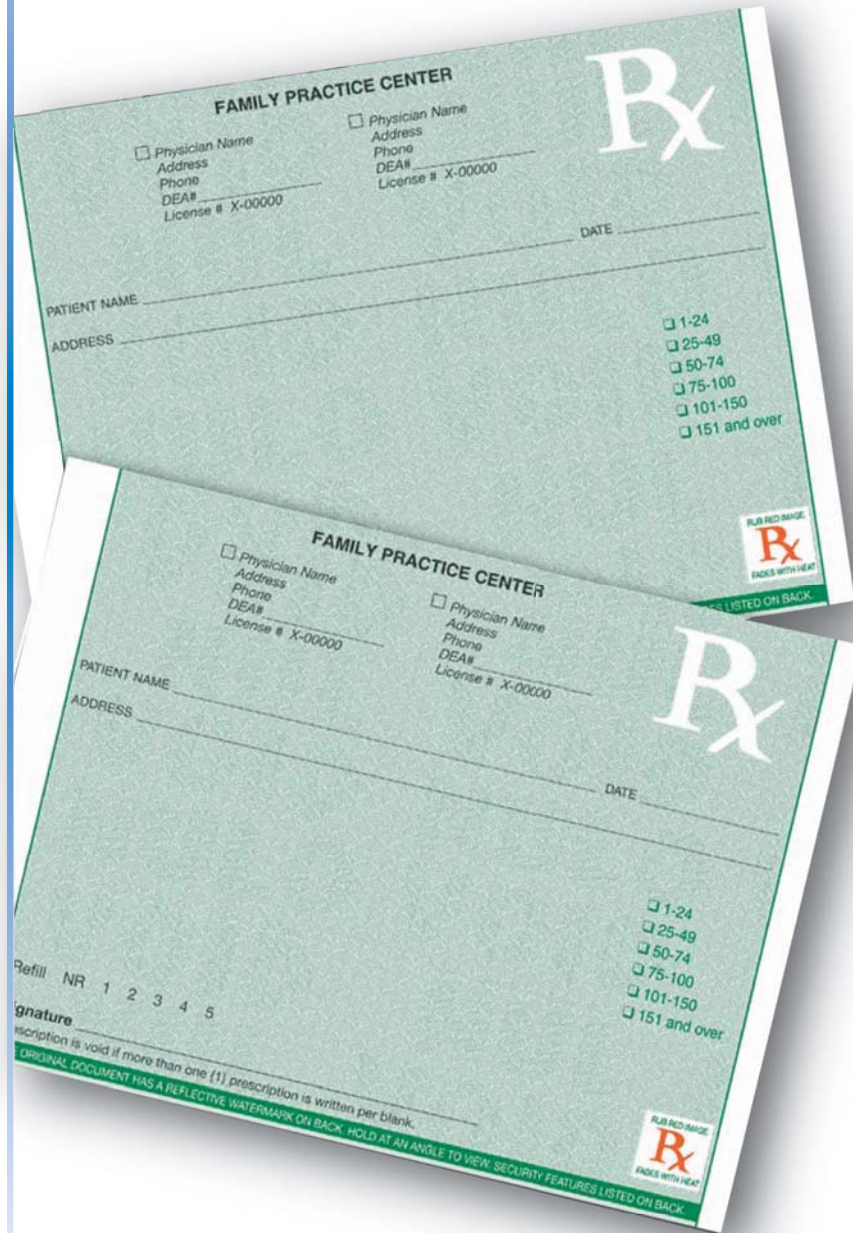 FAMILY PRACTICE CENTER
Rx
☐ Physician Name
Address
Phone
DEA#
License # X-00000
☐ Physician Name
Address
Phone
DEA#
License # X-00000
PATIENT NAME DATE
ADDRESS
❑ 1-24
❑ 25-49
❑ 50-74
❑ 75-100
❑ 101-150
❑ 151 and over
RUB RED IMAGE
Rx
FADES WITH HEAT
LISTED ON BACK.
FAMILY PRACTICE CENTER
Rx
☐ Physician Name
Address
Phone
DEA#
License # X-00000
☐ Physician Name
Address
Phone
DEA#
License # X-00000
PATIENT NAME DATE
ADDRESS
❑ 1-24
❑ 25-49
❑ 50-74
❑ 75-100
❑ 101-150
❑ 151 and over
Refill NR 1 2 3 4 5
ignature
escription is void if more than one (1) prescription is written per blank.
E ORIGINAL DOCUMENT HAS A REFLECTIVE WATERMARK ON BACK. HOLD AT AN ANGLE TO VIEW. SECURITY FEATURES LISTED ON BACK.
RUB RED IMAGE
Rx
FADES WITH HEAT